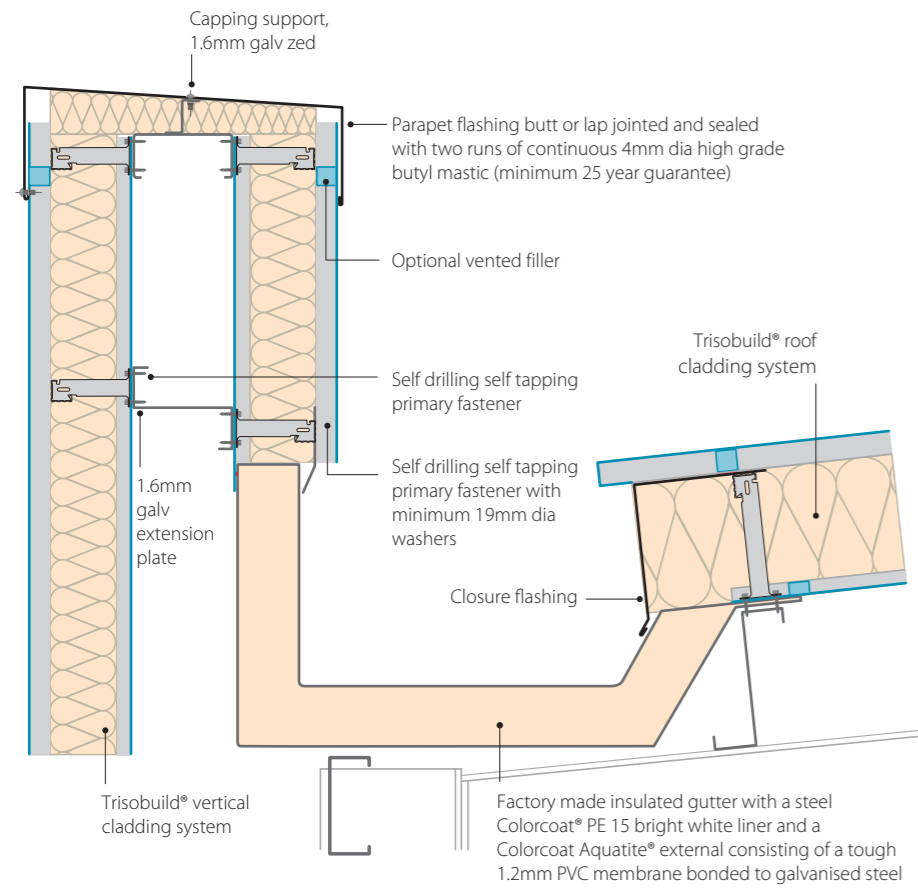 Capping support,
1.6mm galv zed
Parapet flashing butt or lap jointed and sealed
with two runs of continuous 4mm dia high grade
butyl mastic (minimum 25 year guarantee)
Optional vented filler
Trisobuild® roof
cladding system
Self drilling self tapping
primary fastener
Self drilling self tapping
primary fastener with
minimum 19mm dia
washers
1.6mm
galv
extension
plate
Closure flashing
Trisobuild® vertical
cladding system
Factory made insulated gutter with a steel
Colorcoat® PE 15 bright white liner and a
Colorcoat Aquatite® external consisting of a tough
1.2mm PVC membrane bonded to galvanised steel